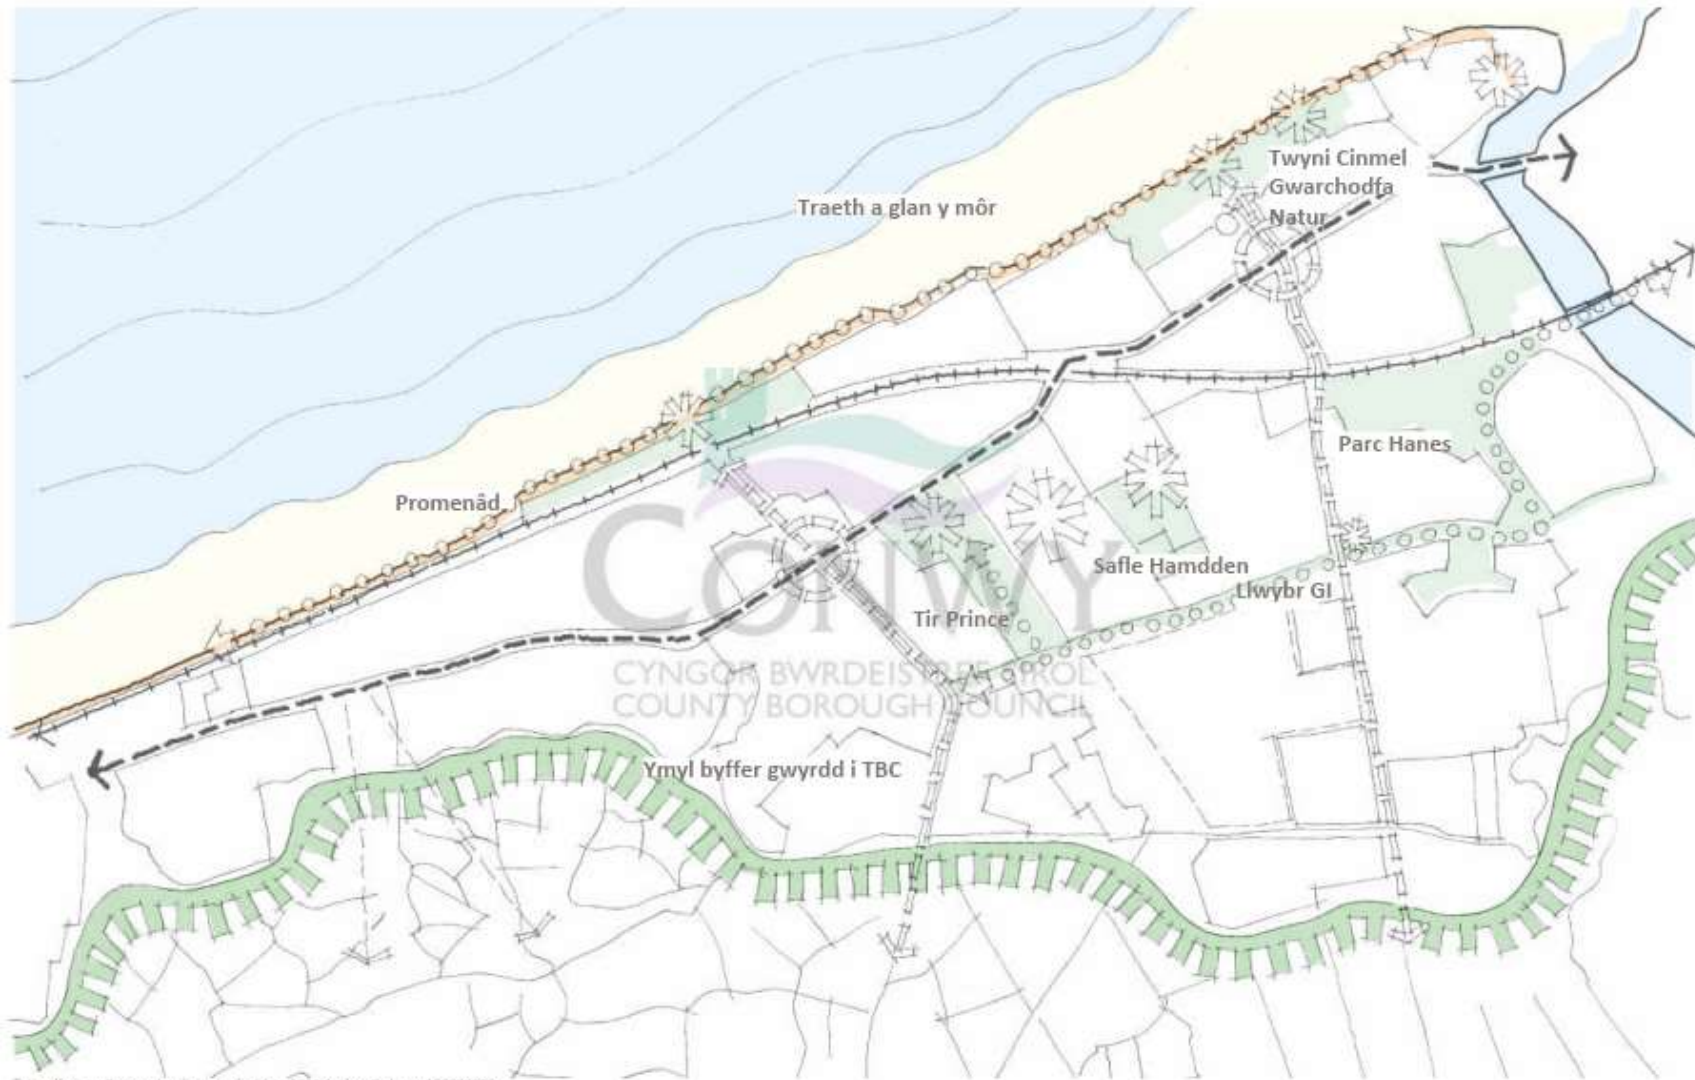 Twyni Cinmel
Gwarchodfa
Natur
Traeth a glan y môr
Parc Hanes
Promenâd
Safle Hamdden
Llwybr GI
Tir Prince
CONWY
CYNGOR BWRDEISTREF SIROL
COUNTY BOROUGH COUNCIL
Ymyl byffer gwyrdd i TBC